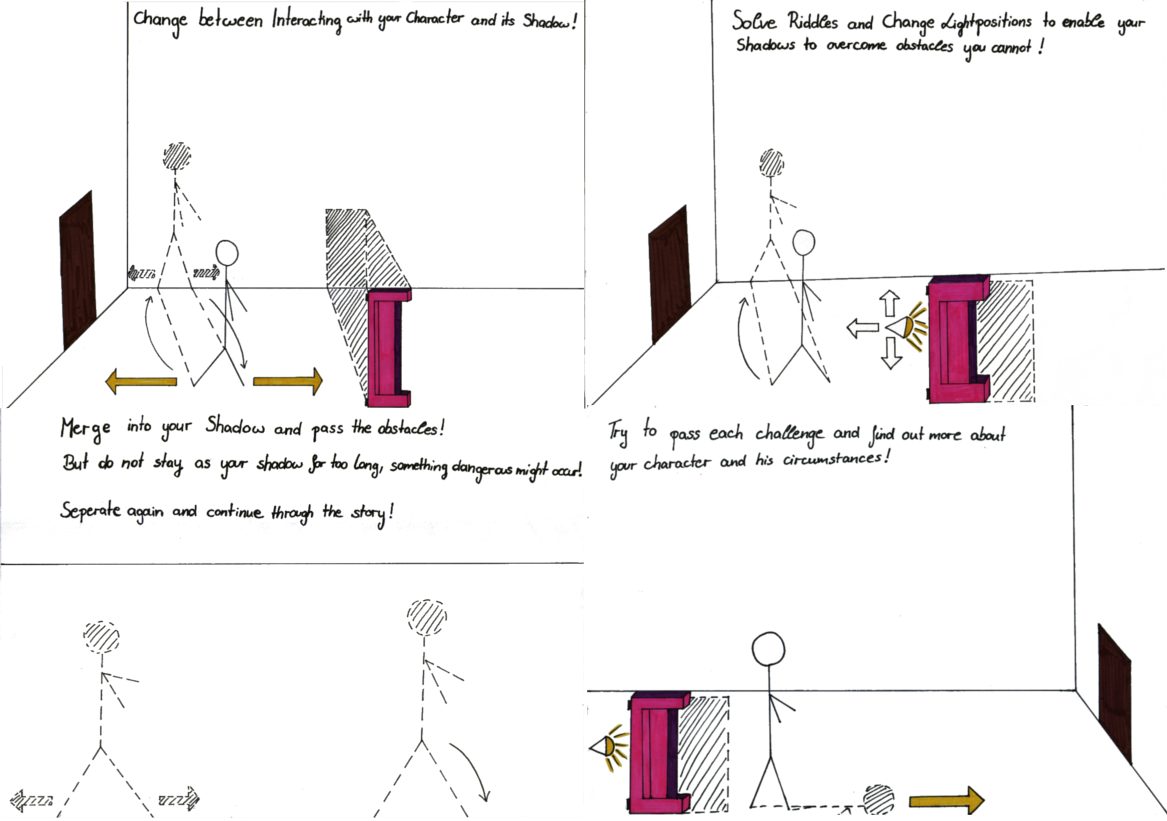 Change between Interacting with your Character and its Shadow!
Solve Riddles and Change Lightpositions to enable your
Shadows to overcome obstacles you cannot!
Merge into your Shadow and pass the obstacles!
But do not stay as your shadow for too long, something dangerous might occur!
Seperate again and continue through the story!
Try to pass each challenge and find out more about
your character and his circumstances!